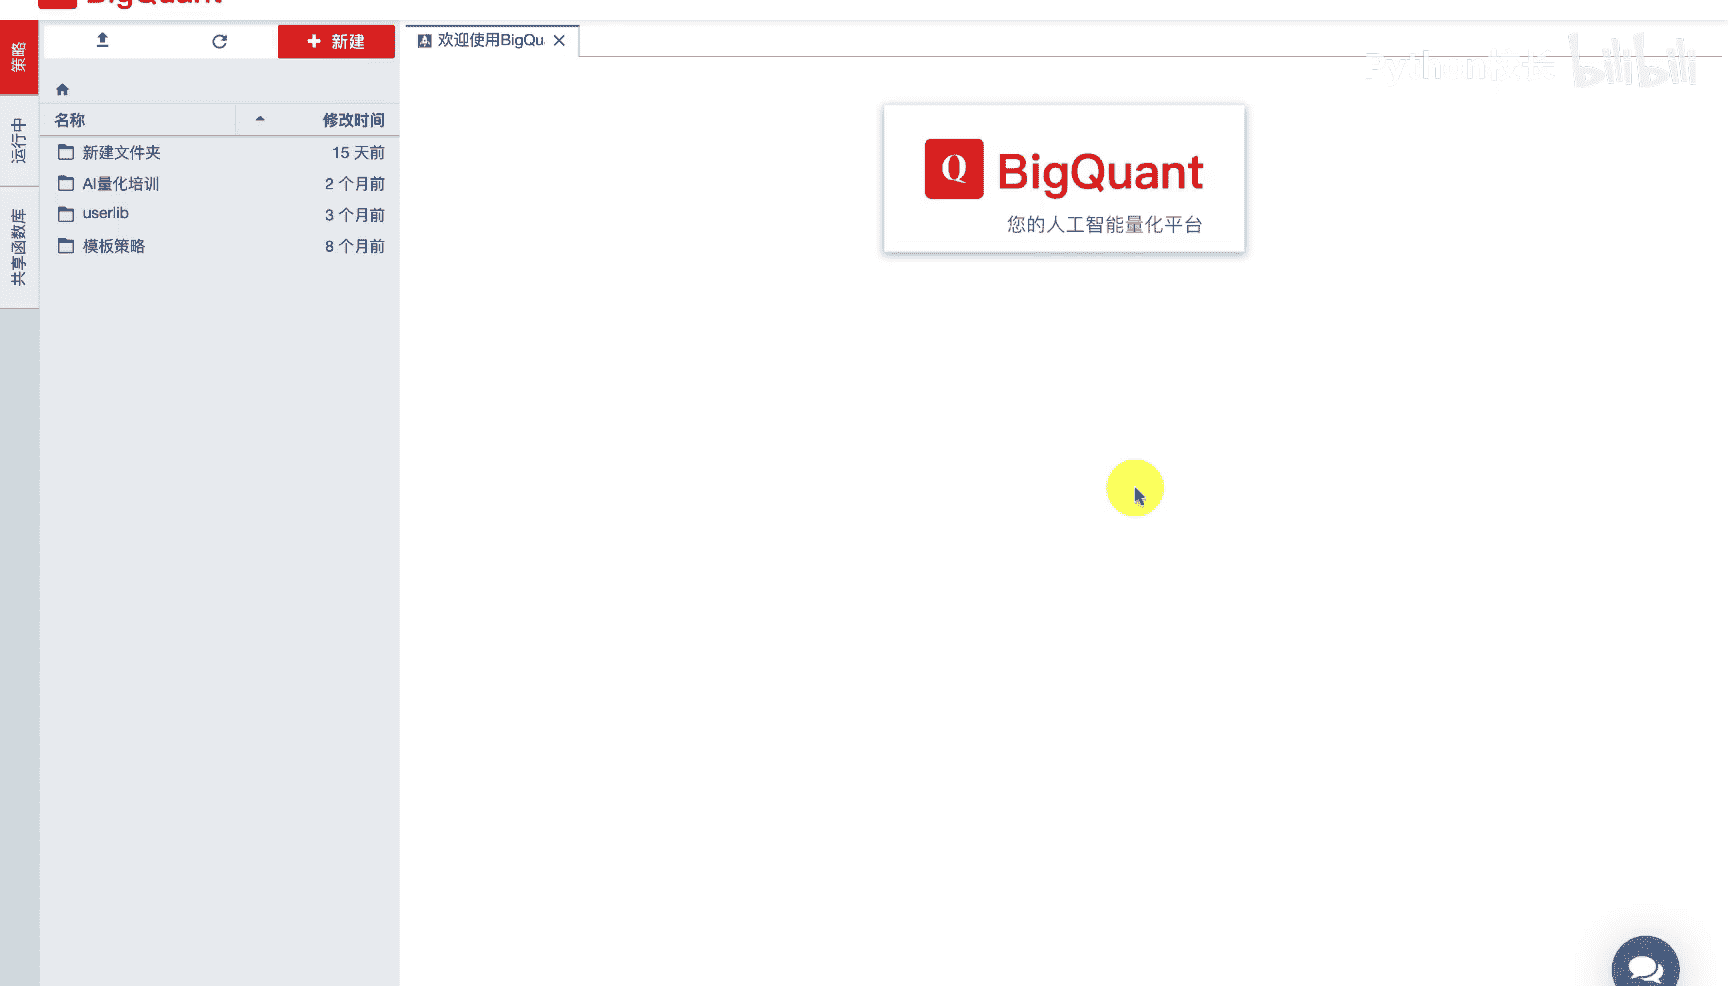 BigQuant
策略
运行中
共享函数库
新建
名称 修改时间
新建文件夹 15 天前
AI量化培训 2 个月前
userlib 3 个月前
模板策略 8 个月前
欢迎使用BigQu
Python校长 bilibili
Q BigQuant
您的人工智能量化平台